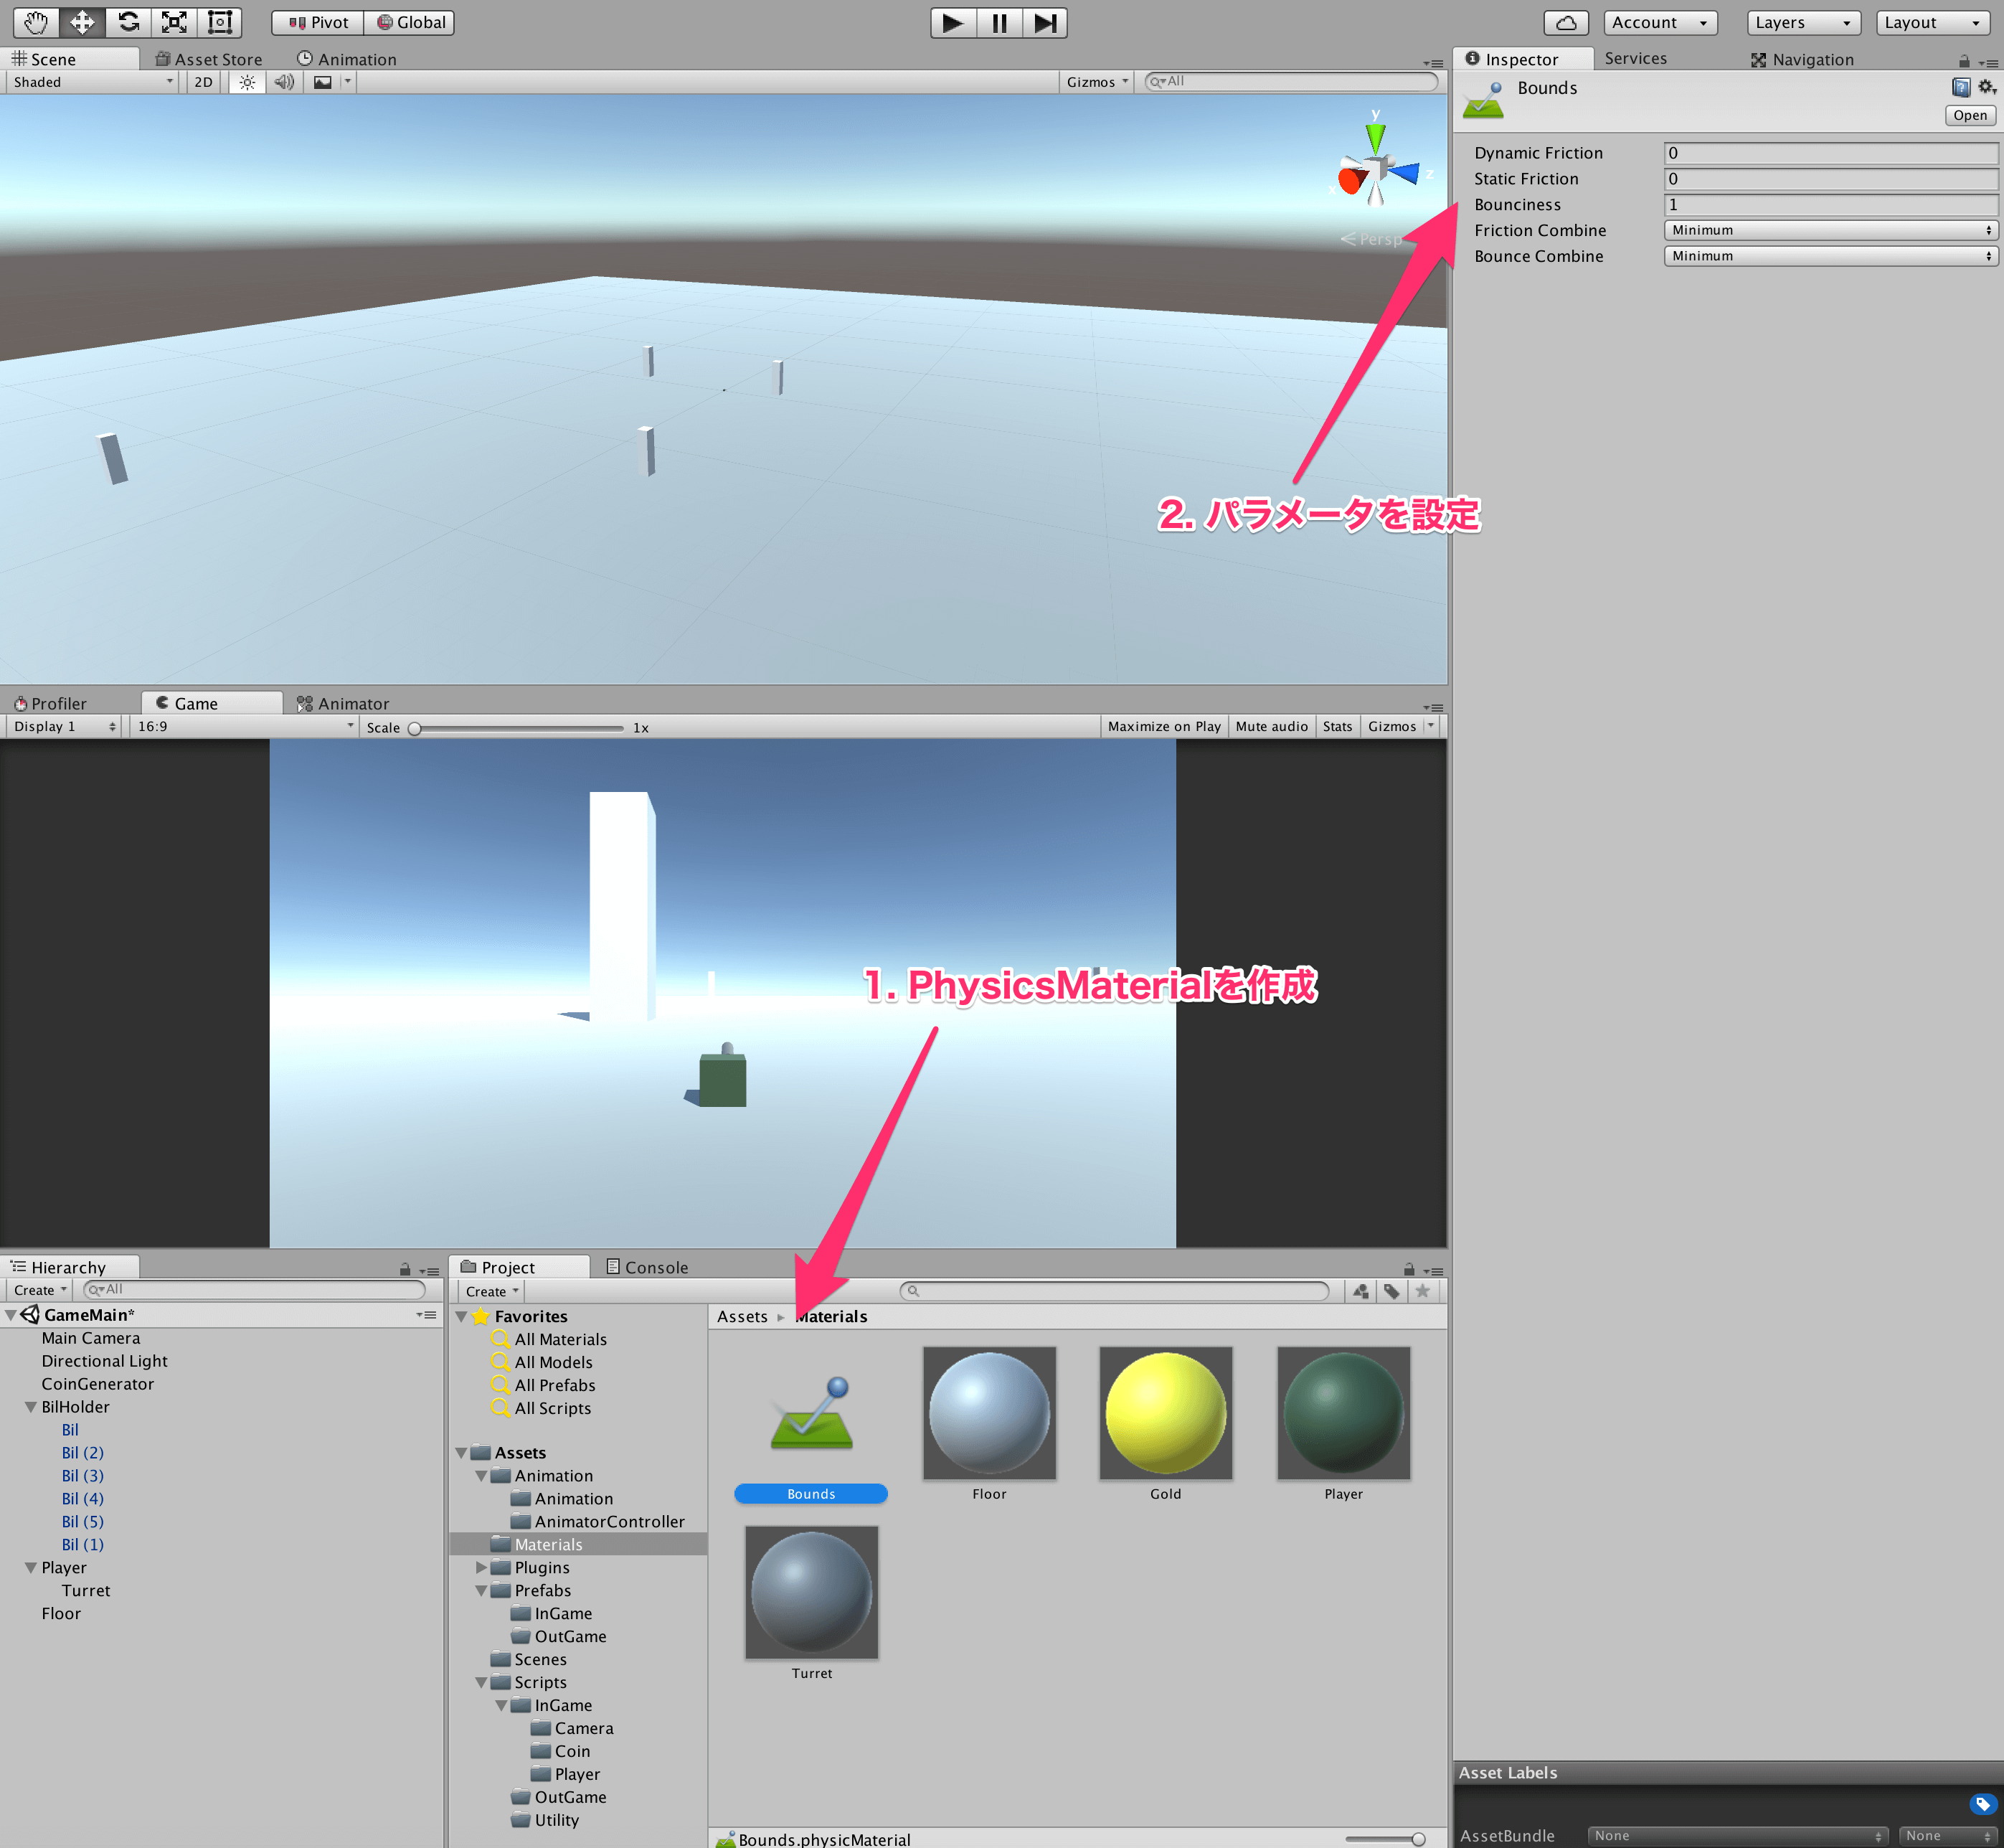 Pivot Global Account Layers Layout
Scene Asset Store Animation
Shaded 2D Gizmos All
y
z
x
Persp
2. パラメータを設定
Inspector Services Navigation
Bounds
Open
Dynamic Friction 0
Static Friction 0
Bounciness 1
Friction Combine Minimum
Bounce Combine Minimum
Profiler Game Animator
Display 1 16:9 Scale 1x Maximize on Play Mute audio Stats Gizmos
1. PhysicsMaterialを作成
Hierarchy
Create All
GameMain*
Main Camera
Directional Light
CoinGenerator
BilHolder
Bil
Bil (2)
Bil (3)
Bil (4)
Bil (5)
Bil (1)
Player
Turret
Floor
Project Console
Create
Favorites
All Materials
All Models
All Prefabs
All Scripts
Assets
Animation
Animation
AnimatorController
Materials
Plugins
Prefabs
InGame
OutGame
Scenes
Scripts
InGame
Camera
Coin
Player
OutGame
Utility
Assets Materials
Bounds Floor Gold Player
Turret
Bounds.physicMaterial
Asset Labels
AssetBundle None None